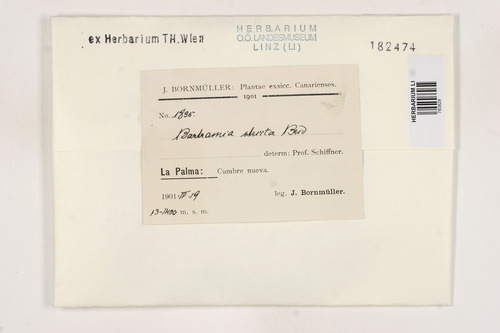 ex Herbarium TH.Wien
HERBARIUM
O.Ö. LANDESMUSEUM
LINZ (LI)
182474
HERBARIUM LI
J. BORNMÜLLER: Plantae exsicc. Canarienses.
1901
No. 1895.
Bartramia stricta Brid
determ: Prof. Schiffner.
La Palma: Cumbre nueva.
1901 III 19
leg. J. Bornmüller.
13-1400 m. s. m.